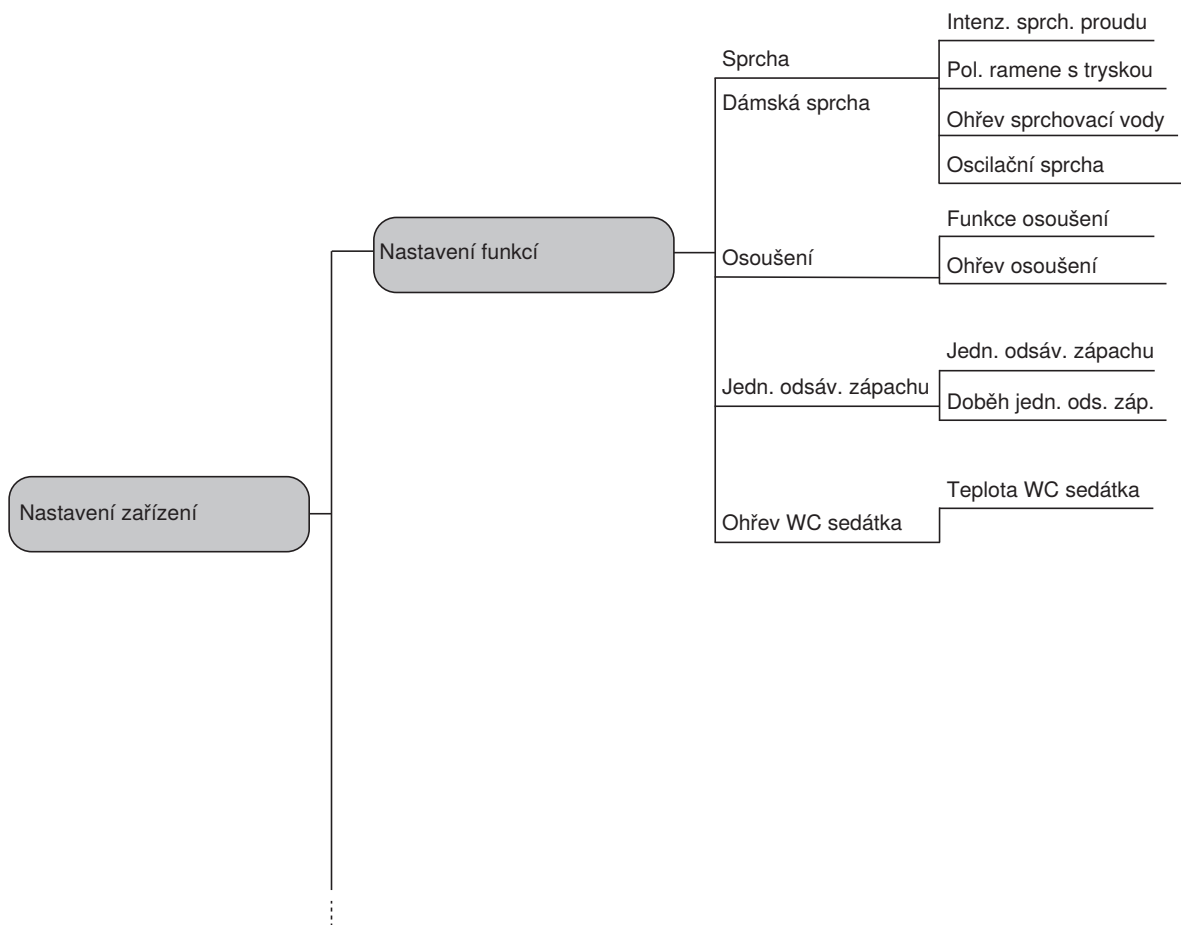 Nastavení zařízení
Nastavení funkcí
Sprcha
Dámská sprcha
Intenz. sprch. proudu
Pol. ramene s tryskou
Ohřev sprchovací vody
Oscilační sprcha
Osoušení
Funkce osoušení
Ohřev osoušení
Jedn. odsáv. zápachu
Jedn. odsáv. zápachu
Doběh jedn. ods. záp.
Ohřev WC sedátka
Teplota WC sedátka